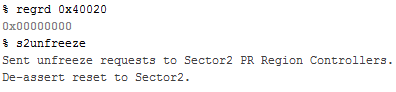 % regrd 0x40020
0x00000000
% s2unfreeze
Sent unfreeze requests to Sector2 PR Region Controllers.
De-assert reset to Sector2.